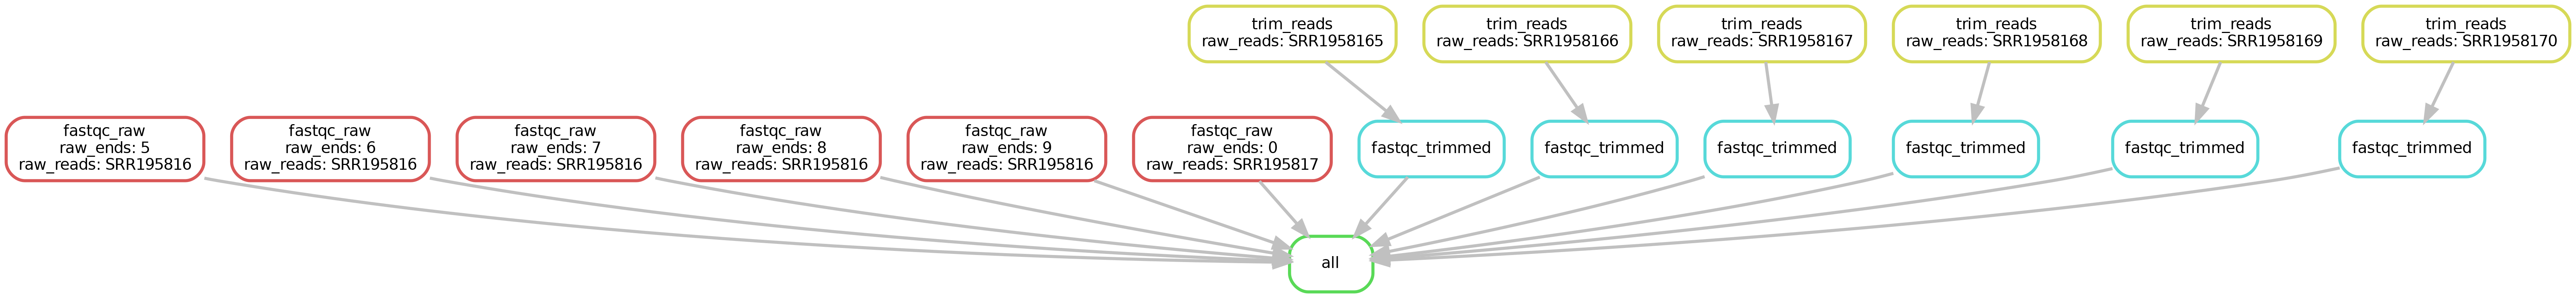 trim_reads
raw_reads: SRR1958165
trim_reads
raw_reads: SRR1958166
trim_reads
raw_reads: SRR1958167
trim_reads
raw_reads: SRR1958168
trim_reads
raw_reads: SRR1958169
trim_reads
raw_reads: SRR1958170
fastqc_raw
raw_ends: 5
raw_reads: SRR195816
fastqc_raw
raw_ends: 6
raw_reads: SRR195816
fastqc_raw
raw_ends: 7
raw_reads: SRR195816
fastqc_raw
raw_ends: 8
raw_reads: SRR195816
fastqc_raw
raw_ends: 9
raw_reads: SRR195816
fastqc_raw
raw_ends: 0
raw_reads: SRR195817
fastqc_trimmed
fastqc_trimmed
fastqc_trimmed
fastqc_trimmed
fastqc_trimmed
fastqc_trimmed
all